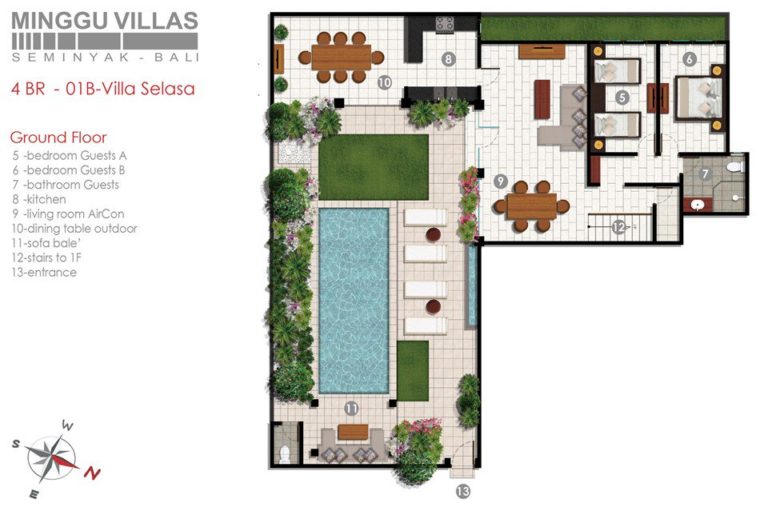 MINGGU VILLAS
SEMINYAK - BALI
4 BR - 01B-Villa Selasa
Ground Floor
5 -bedroom Guests A
6 -bedroom Guests B
7 -bathroom Guests
8 -kitchen
9 -living room AirCon
10-dining table outdoor
11-sofa bale'
12-stairs to 1F
13-entrance
8
10
6
5
7
9
12
11
13
W
S
N
E